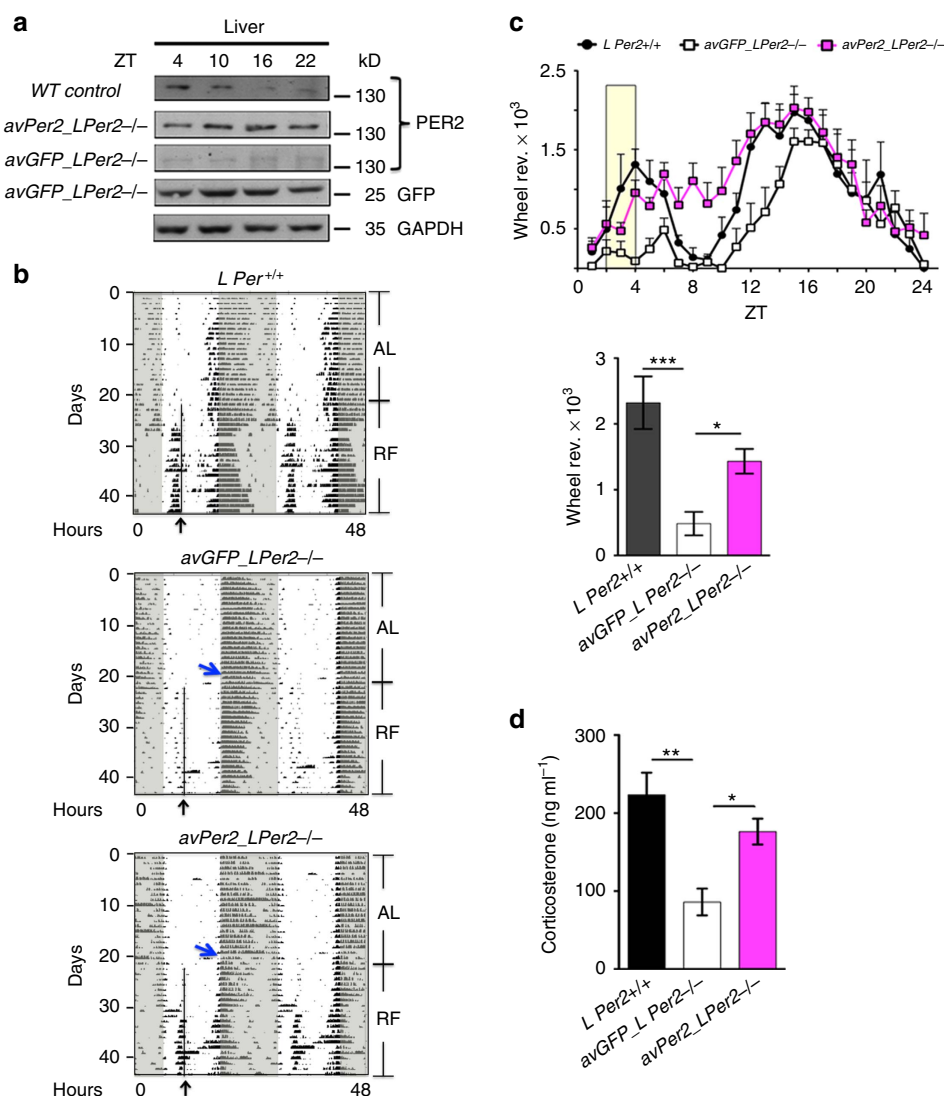 a
Liver
ZT 4 10 16 22 kD
WT control 130
avPer2_LPer2–/– 130
PER2
avGFP_LPer2–/– 130
avGFP_LPer2–/– 25 GFP
35 GAPDH
b
L Per+/+
0
10
20
30
40
Days
AL
RF
Hours 0 48
avGFP_LPer2–/–
0
10
20
30
40
Days
AL
RF
Hours 0 48
avPer2_LPer2–/–
0
10
20
30
40
Days
AL
RF
Hours 0 48
c
L Per2+/+ avGFP_LPer2–/– avPer2_LPer2–/–
2.5
1.5
0.5
Wheel rev. × 10³
0 4 8 12 16 20 24
ZT
3
2
1
0
Wheel rev. × 10³
***
*
L Per2+/+
avGFP_L Per2–/–
avPer2_LPer2–/–
d
300
200
100
0
Corticosterone (ng ml⁻¹)
**
*
L Per2+/+
avGFP_L Per2–/–
avPer2_LPer2–/–